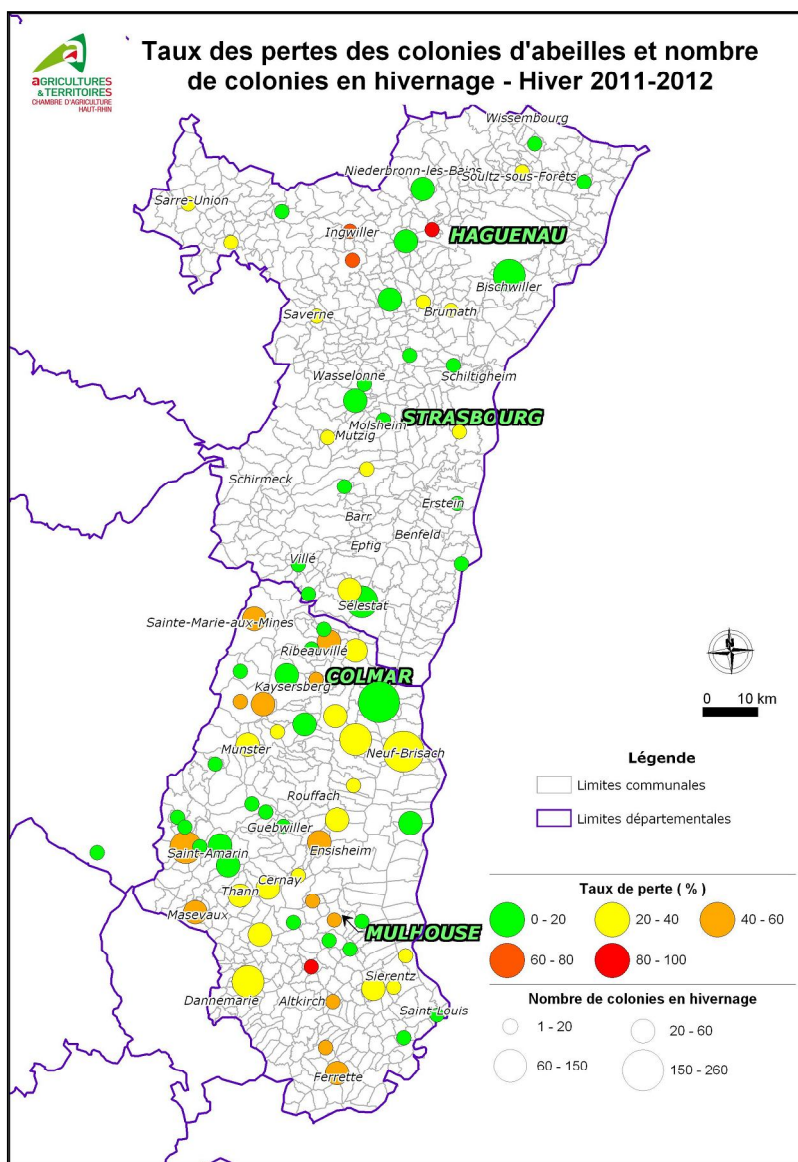 Taux des pertes des colonies d'abeilles et nombre
de colonies en hivernage - Hiver 2011-2012
aGRICULTURES
& TERRITOIRES
CHAMBRE D'AGRICULTURE
HAUT-RHIN
Wissembourg
Niederbronn-les-Bains
Soultz-sous-Forêts
Sarre-Union
Ingwiller
HAGUENAU
Bischwiller
Saverne
Brumath
Wasselonne
Schiltigheim
Molsheim
STRASBOURG
Mutzig
Schirmeck
Erstein
Barr
Benfeld
Epfig
Villé
Sélestat
Sainte-Marie-aux-Mines
Ribeauvillé
COLMAR
Kaysersberg
Munster
Neuf-Brisach
Rouffach
Guebwiller
Ensisheim
Saint-Amarin
Cernay
Thann
Masevaux
MULHOUSE
Sierentz
Dannemarie
Altkirch
Saint-Louis
Ferrette
N
0 10 km
Légende
Limites communales
Limites départementales
Taux de perte ( % )
0 - 20
20 - 40
40 - 60
60 - 80
80 - 100
Nombre de colonies en hivernage
1 - 20
20 - 60
60 - 150
150 - 260